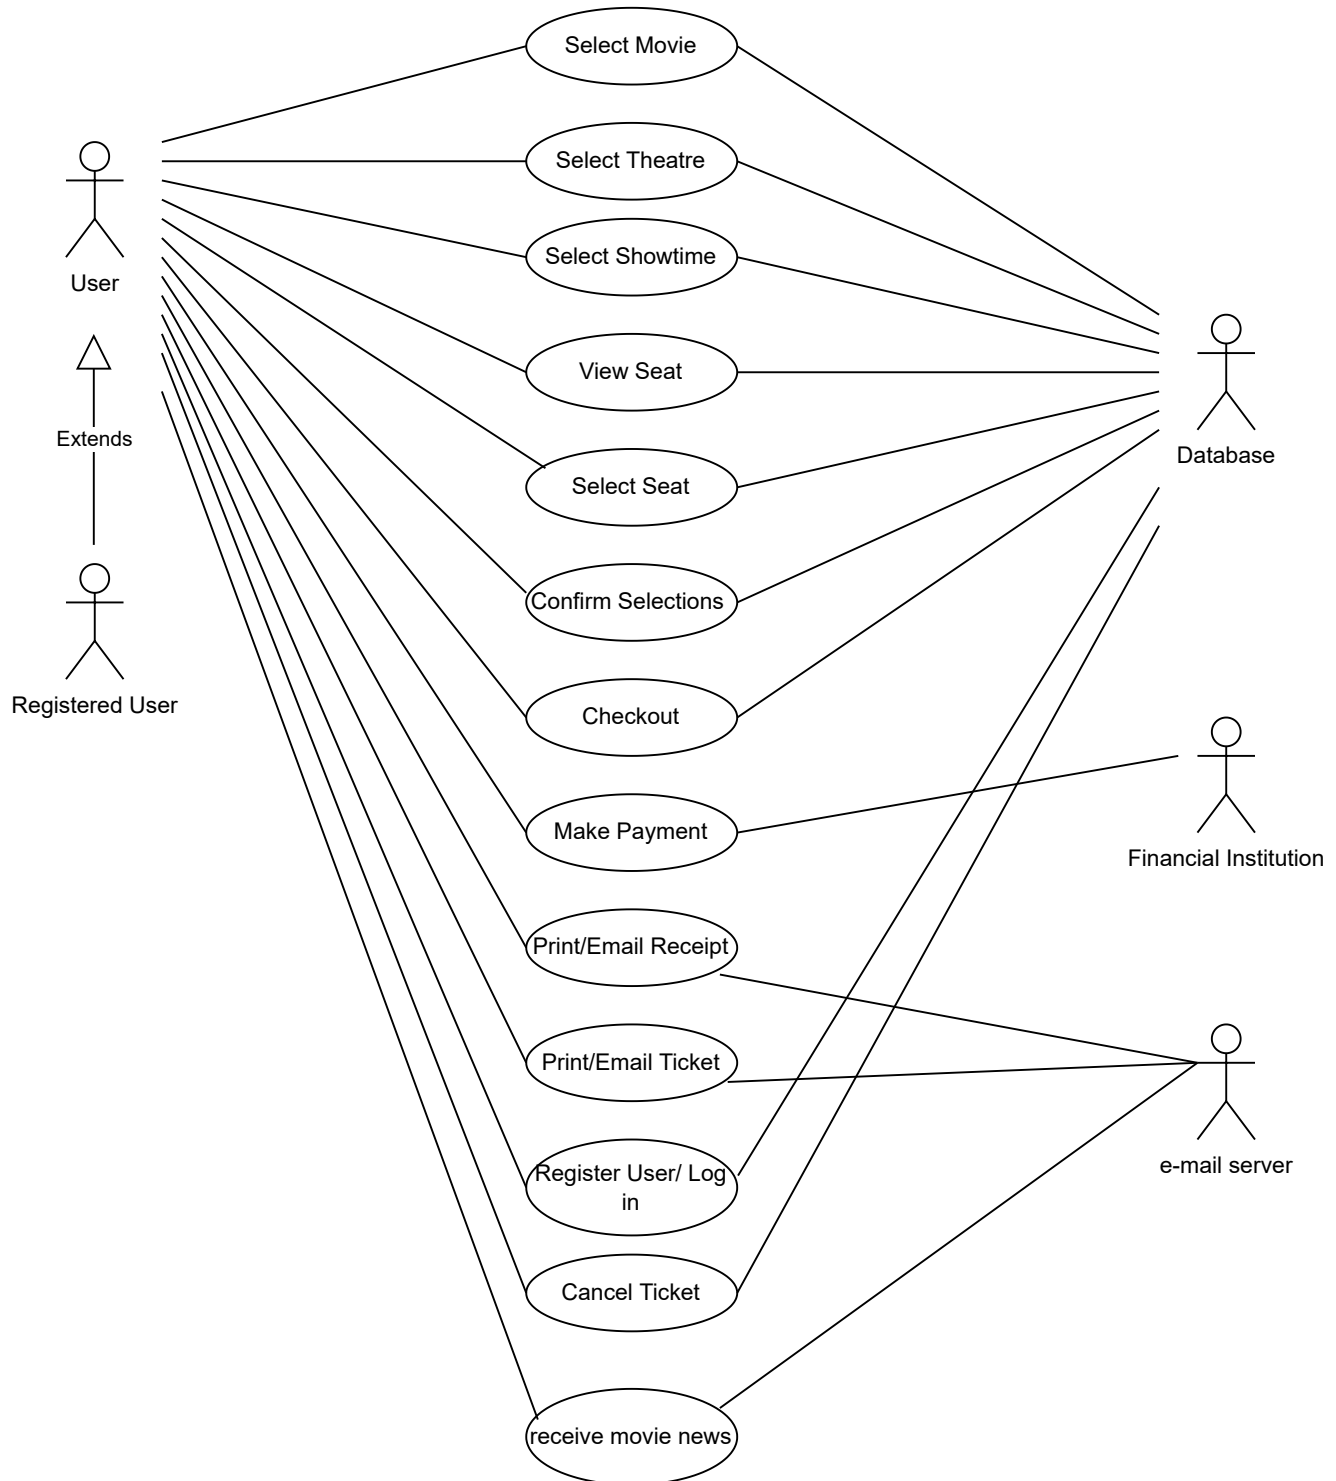 Select Movie
Select Theatre
Select Showtime
User
View Seat
Extends
Database
Select Seat
Confirm Selections
Registered User
Checkout
Make Payment
Financial Institution
Print/Email Receipt
Print/Email Ticket
Register User/ Log
in
e-mail server
Cancel Ticket
receive movie news